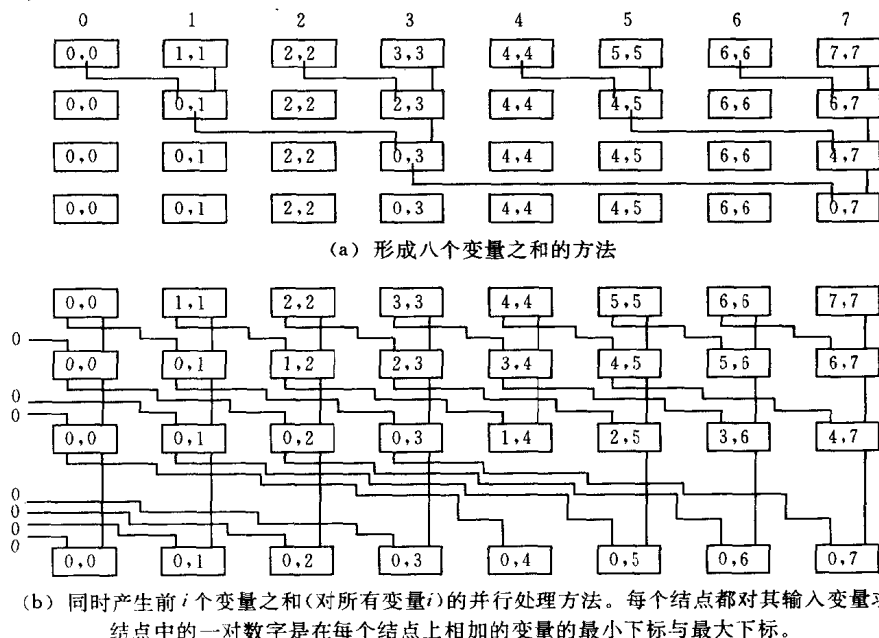 0 1 2 3 4 5 6 7
0,0 1,1 2,2 3,3 4,4 5,5 6,6 7,7
0,0 0,1 2,2 2,3 4,4 4,5 6,6 6,7
0,0 0,1 2,2 0,3 4,4 4,5 6,6 4,7
0,0 0,1 2,2 0,3 4,4 4,5 6,6 0,7
(a) 形成八个变量之和的方法
0,0 1,1 2,2 3,3 4,4 5,5 6,6 7,7
0
0,0 0,1 1,2 2,3 3,4 4,5 5,6 6,7
0
0
0,0 0,1 0,2 0,3 1,4 2,5 3,6 4,7
0
0
0
0
0,0 0,1 0,2 0,3 0,4 0,5 0,6 0,7
(b) 同时产生前 i 个变量之和(对所有变量i)的并行处理方法。每个结点都对其输入变量
结点中的一对数字是在每个结点上相加的变量的最小下标与最大下标。